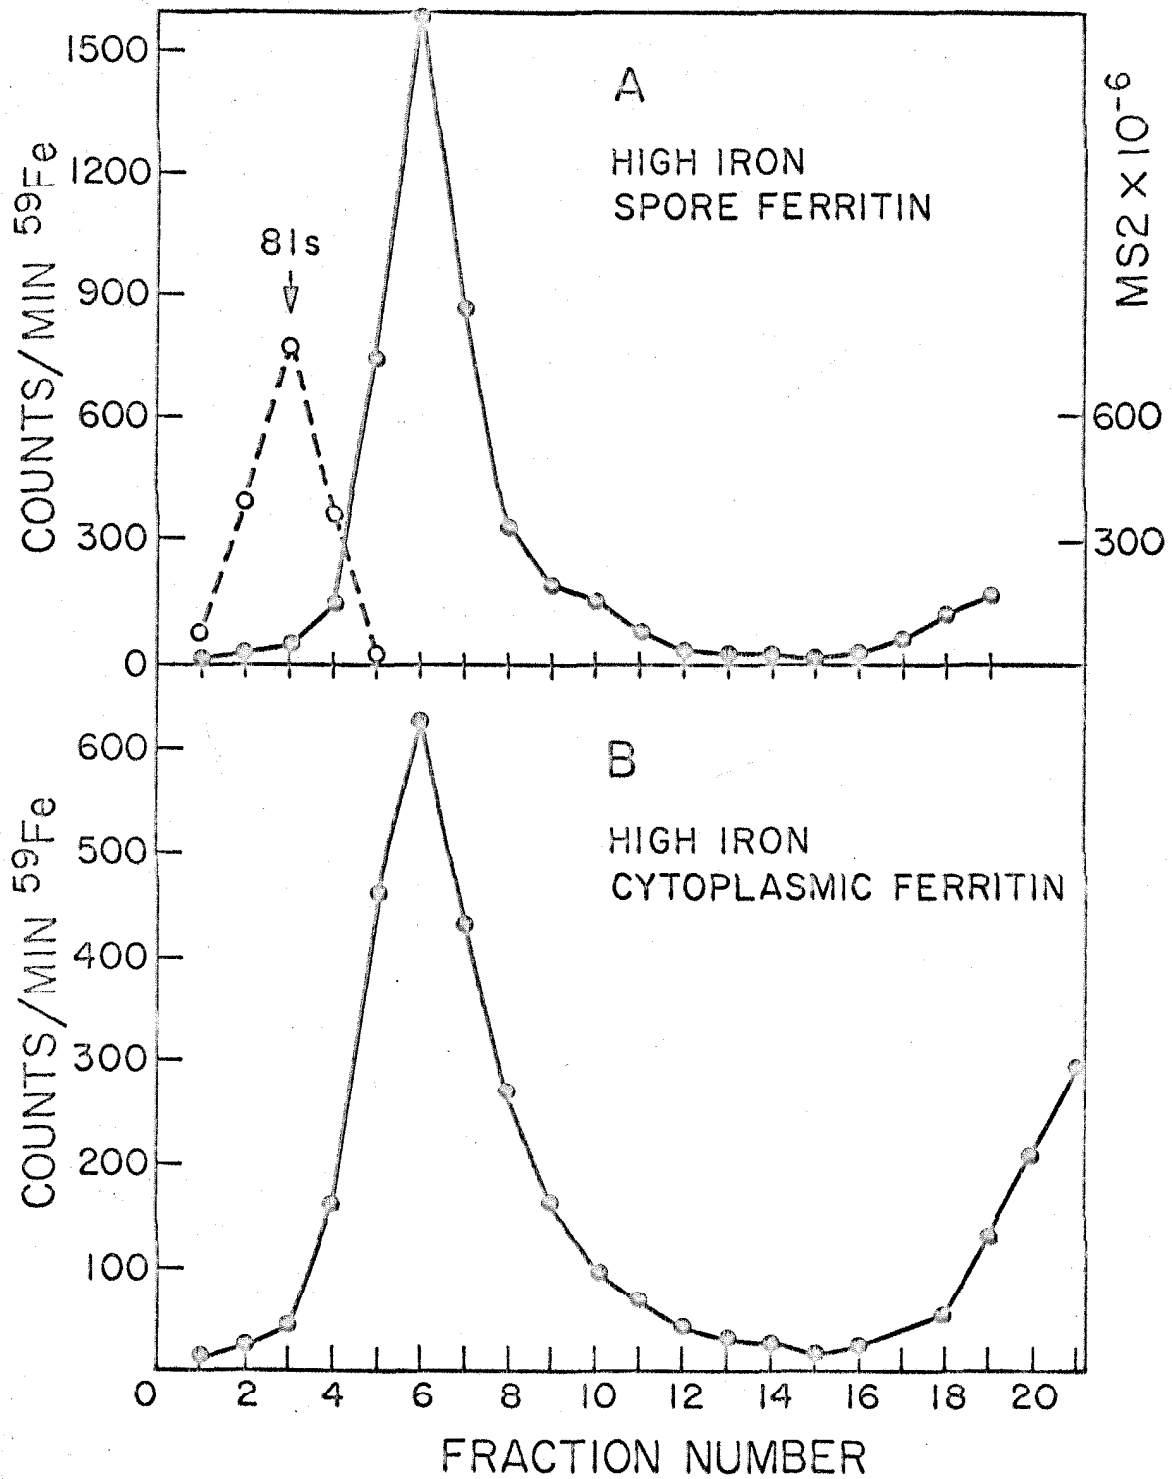 COUNTS/MIN 59Fe
1500
1200
900
600
300
0
81s
A
HIGH IRON
SPORE FERRITIN
MS2 × 10-6
600
300
COUNTS/MIN 59Fe
600
500
400
300
200
100
B
HIGH IRON
CYTOPLASMIC FERRITIN
0 2 4 6 8 10 12 14 16 18 20
FRACTION NUMBER